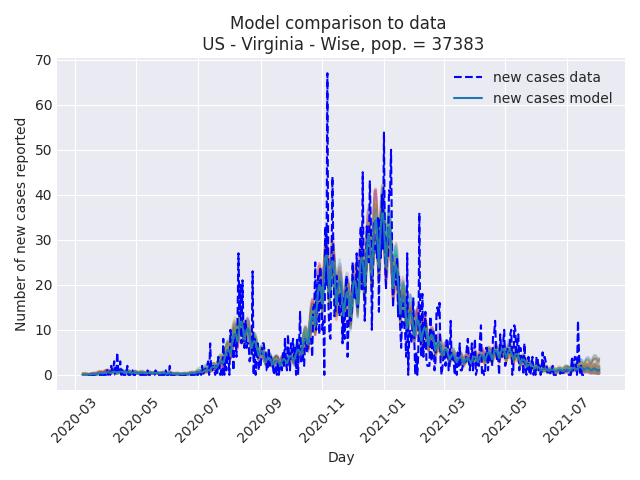 Model comparison to data
US - Virginia - Wise, pop. = 37383
new cases data
new cases model
Number of new cases reported
70
60
50
40
30
20
10
0
2020-03
2020-05
2020-07
2020-09
2020-11
2021-01
2021-03
2021-05
2021-07
Day